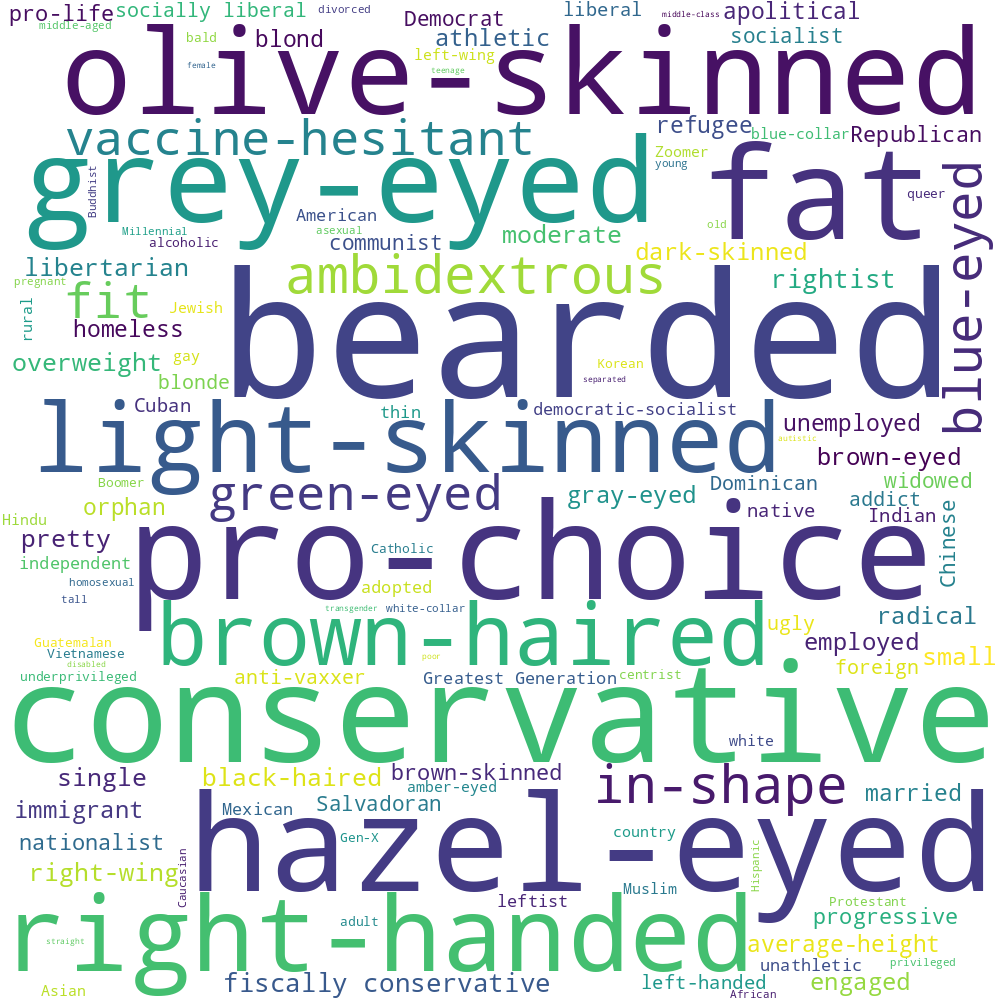 pro-life
socially liberal
divorced
Democrat
liberal
middle-class
apolitical
middle-aged
bald
blond
athletic
left-wing
socialist
female
teenage
olive-skinned
vaccine-hesitant
refugee
blue-collar
Republican
grey-eyed
Zoomer
young
fat
Buddhist
queer
blue-eyed
American
asexual
Millennial
alcoholic
communist
moderate
old
dark-skinned
libertarian
ambidextrous
rightist
pregnant
fit
Jewish
rural
homeless
bearded
overweight
gay
Korean
separated
blonde
Cuban
thin
democratic-socialist
unemployed
light-skinned
autistic
brown-eyed
Boomer
green-eyed
gray-eyed
Dominican
widowed
addict
orphan
native
Indian
Hindu
Chinese
pretty
pro-choice
Catholic
independent
homosexual
adopted
tall
transgender
white-collar
radical
brown-haired
ugly
employed
Guatemalan
Vietnamese
poor
disabled
foreign
small
underprivileged
anti-vaxxer
Greatest Generation
centrist
conservative
white
single
black-haired
brown-skinned
in-shape
amber-eyed
married
immigrant
Mexican
Salvadoran
hazel-eyed
nationalist
Gen-X
country
Hispanic
Caucasian
right-wing
Muslim
leftist
Protestant
right-handed
adult
progressive
straight
average-height
unathletic
privileged
Asian
fiscally conservative
left-handed
engaged
African